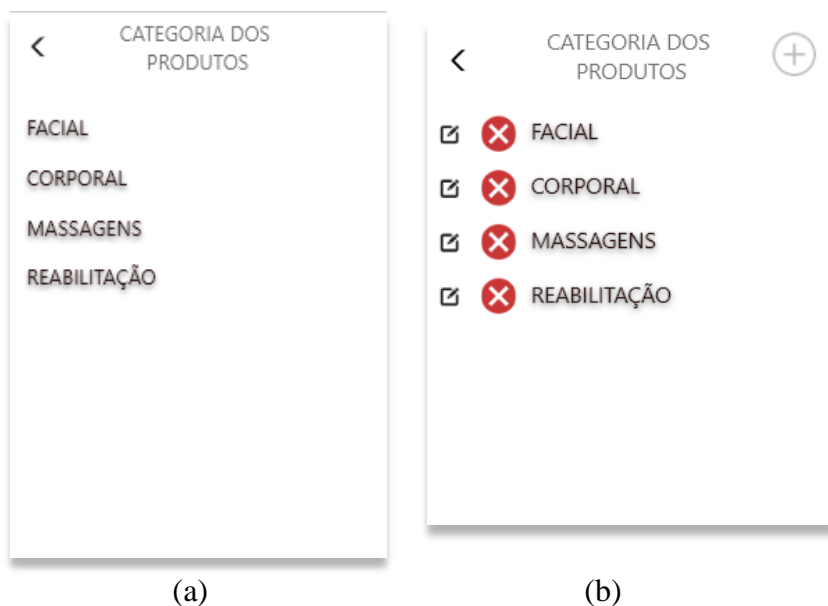 CATEGORIA DOS
PRODUTOS
FACIAL
CORPORAL
MASSAGENS
REABILITAÇÃO
(a)
CATEGORIA DOS
PRODUTOS
FACIAL
CORPORAL
MASSAGENS
REABILITAÇÃO
(b)